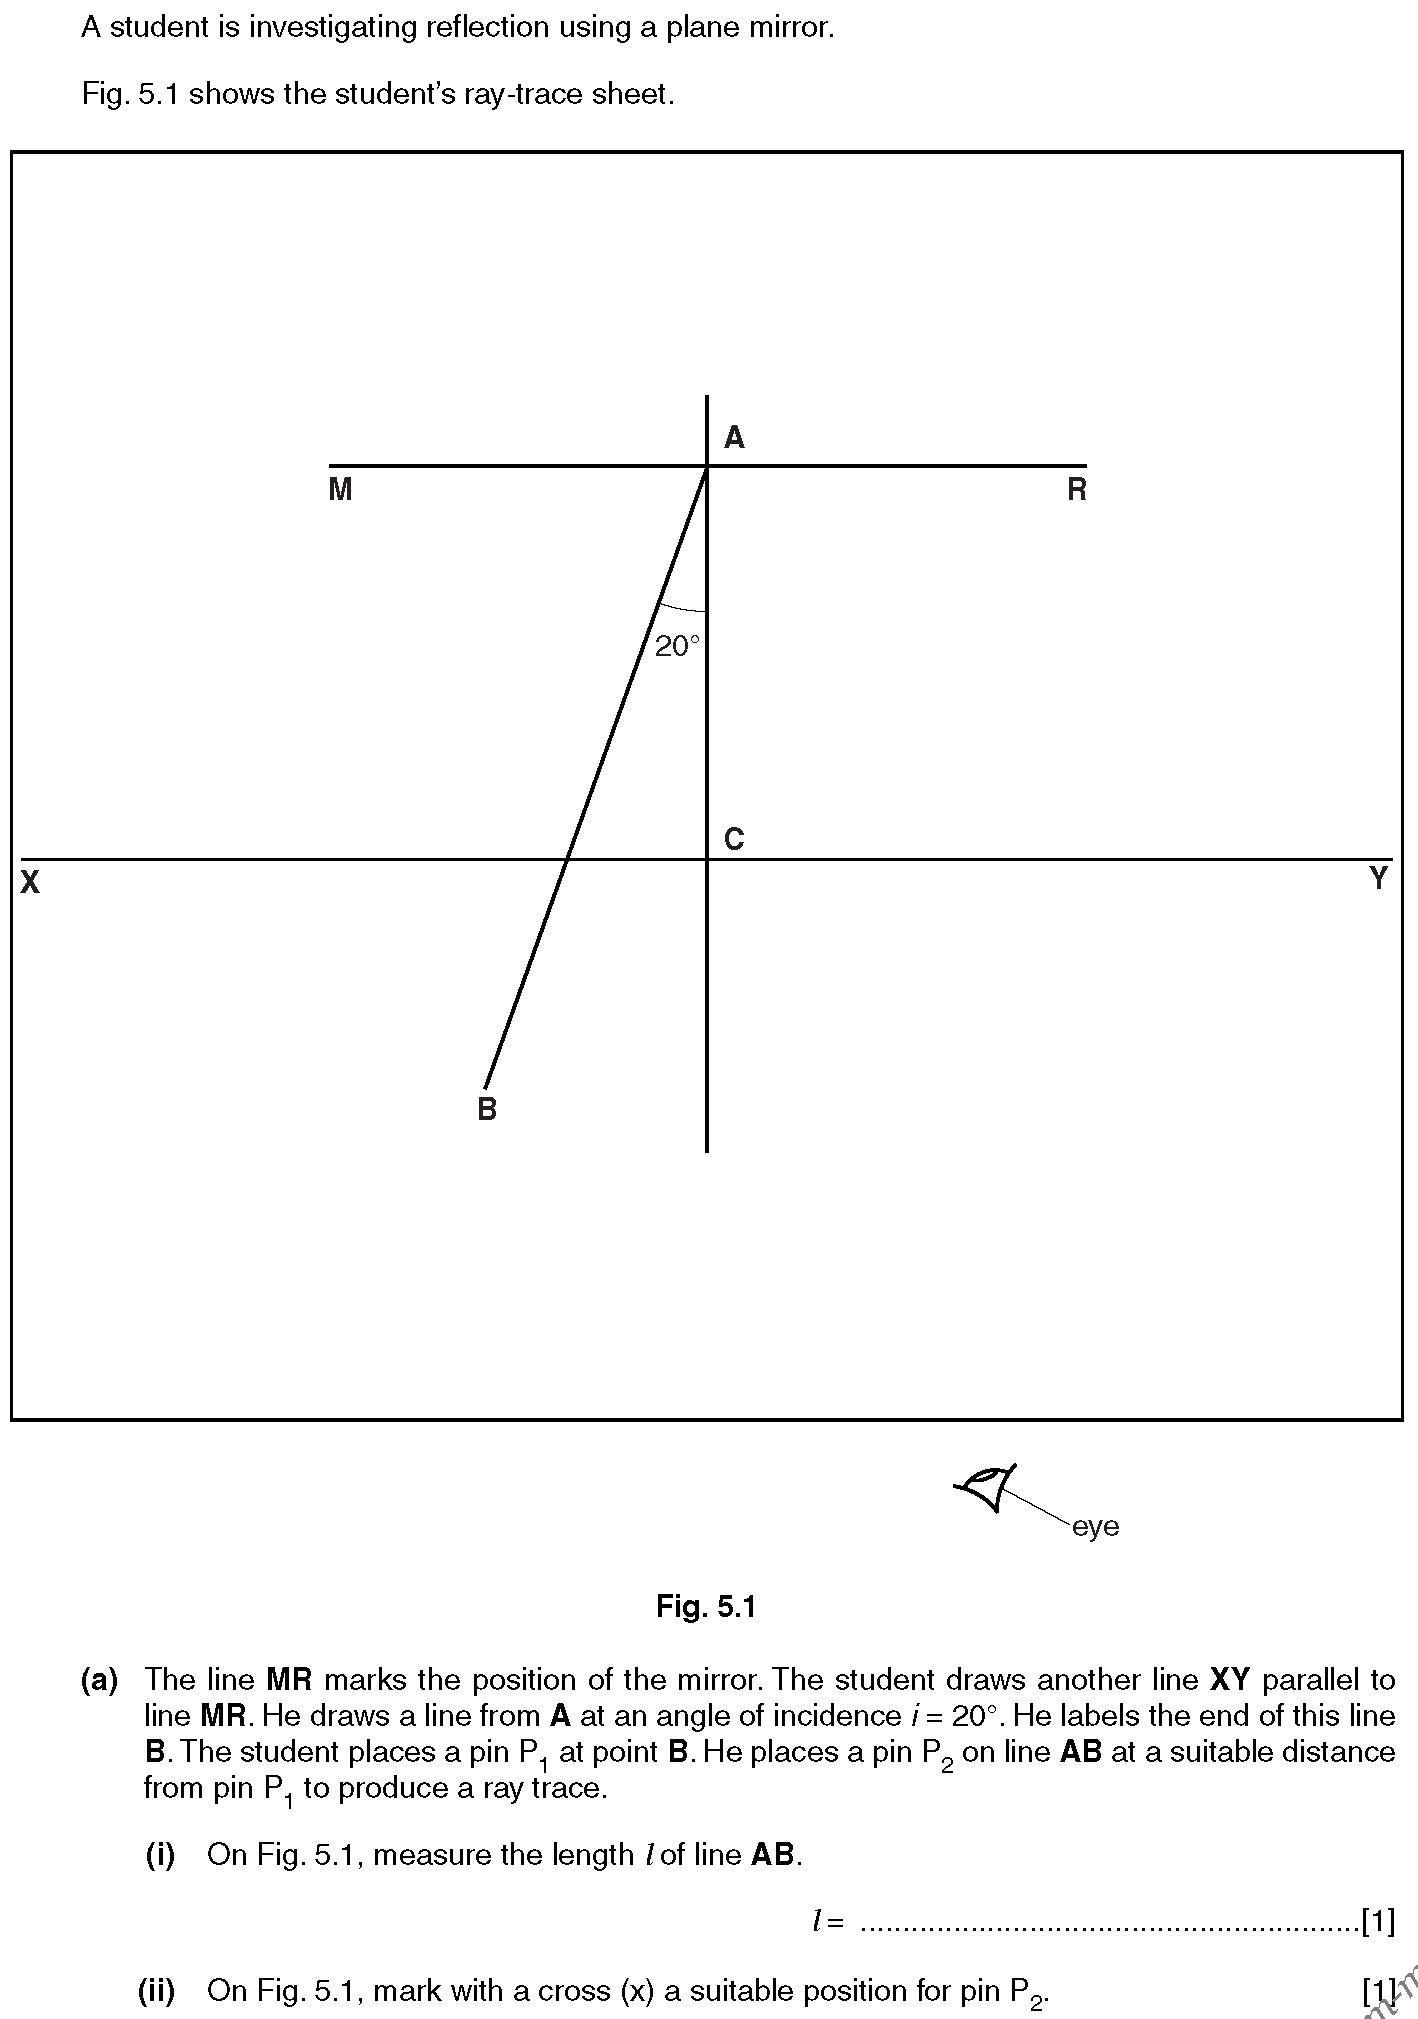 A student is investigating reflection using a plane mirror.
Fig. 5.1 shows the student’s ray-trace sheet.
A
M
R
20°
C
X
Y
B
eye
Fig. 5.1
(a) The line MR marks the position of the mirror. The student draws another line XY parallel to
line MR. He draws a line from A at an angle of incidence i = 20°. He labels the end of this line
B. The student places a pin P1 at point B. He places a pin P2 on line AB at a suitable distance
from pin P1 to produce a ray trace.
(i) On Fig. 5.1, measure the length l of line AB.
l = ...........................................................[1]
(ii) On Fig. 5.1, mark with a cross (x) a suitable position for pin P2. [1]